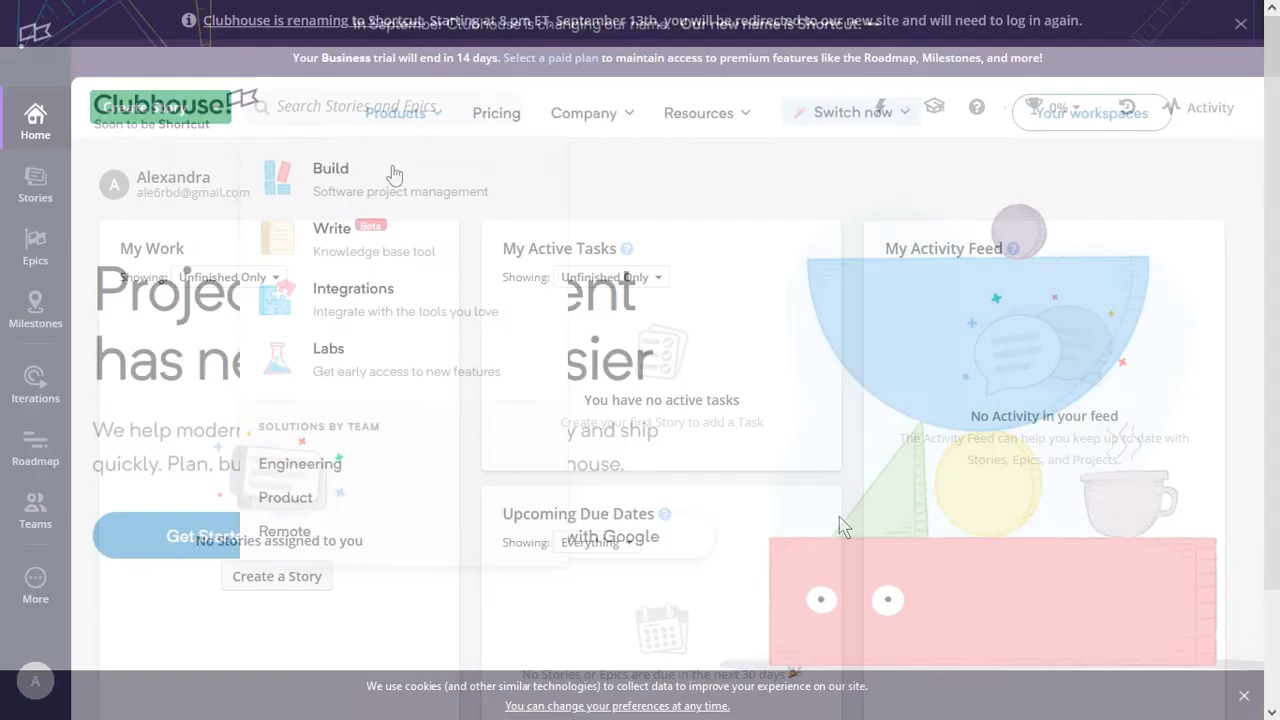 Clubhouse is renaming to Shortcut. Starting at 8 pm ET, September 13th, you will be redirected to our new site and will need to log in again.
In September Clubhouse is changing our name. Our new name is Shortcut.
Your Business trial will end in 14 days. Select a paid plan to maintain access to premium features like the Roadmap, Milestones, and more!
Create Story
Search Stories and Epics
0%
Activity
Clubhouse!
Soon to be Shortcut
Products
Pricing
Company
Resources
Switch now
Your workspaces
Home
Stories
Epics
Milestones
Iterations
Roadmap
Teams
More
A
A
Alexandra
ale6rbd@gmail.com
Build
Software project management
Write Beta
Knowledge base tool
Integrations
Integrate with the tools you love
Labs
Get early access to new features
SOLUTIONS BY TEAM
Engineering
Product
Remote
My Work
Showing: Unfinished Only
No Stories assigned to you
Create a Story
My Active Tasks
Showing: Unfinished Only
You have no active tasks
Create your first Story to add a Task
Upcoming Due Dates
Showing: Everything
No Stories or Epics are due in the next 30 days
My Activity Feed
No Activity in your feed
The Activity Feed can help you keep up to date with
Stories, Epics, and Projects.
has
We help modern
and ship
quickly. Plan,
Get
with Google
We use cookies (and other similar technologies) to collect data to improve your experience on our site.
You can change your preferences at any time.